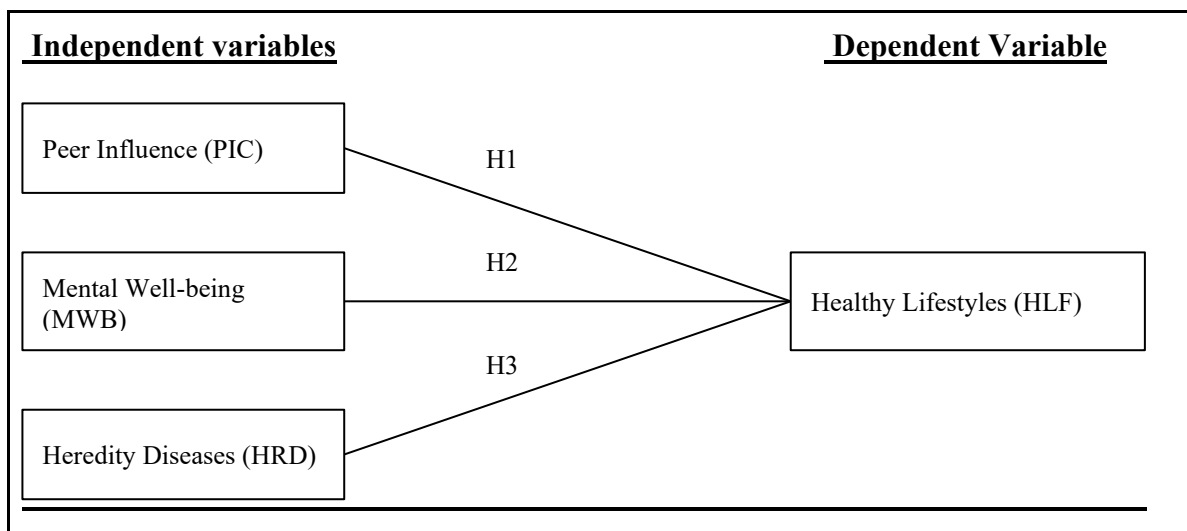 Independent variables
Dependent Variable
Peer Influence (PIC)
H1
Mental Well-being
(MWB)
H2
Healthy Lifestyles (HLF)
H3
Heredity Diseases (HRD)